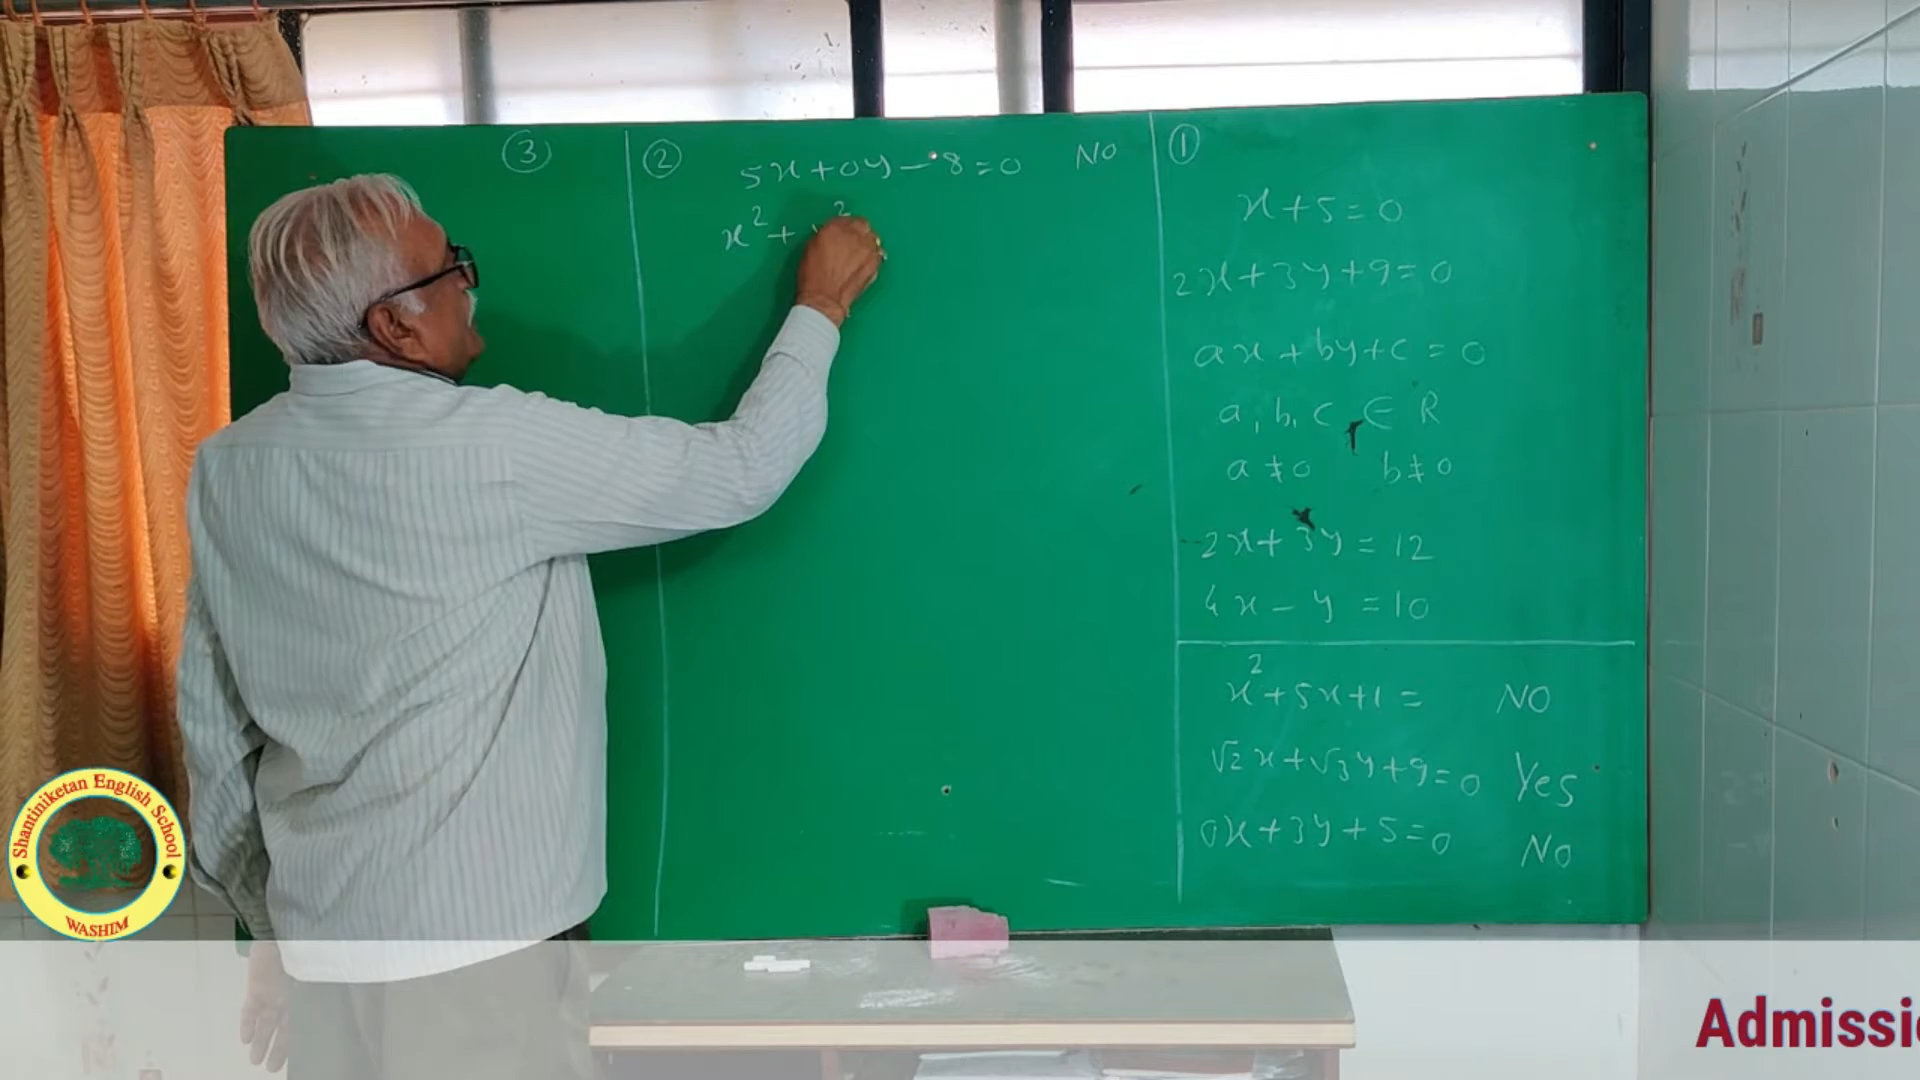 ③
②
5x+0y-8=0 NO
x²+
①
x+5=0
2x+3y+9=0
ax+by+c=0
a, b, c ∈ R
a≠0 b≠0
2x+3y=12
4x-y=10
x²+5x+1= NO
√2x+√3y+9=0 Yes
0x+3y+5=0 No
Shantiniketan English School
WASHIM
Admissi